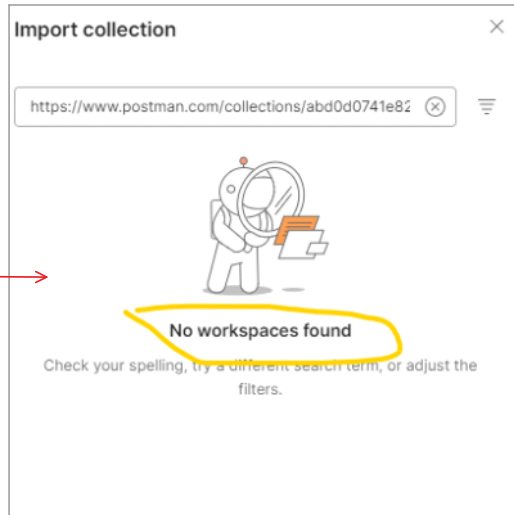 Import collection
https://www.postman.com/collections/abd0d0741e82
No workspaces found
Check your spelling, try a different search term, or adjust the
filters.